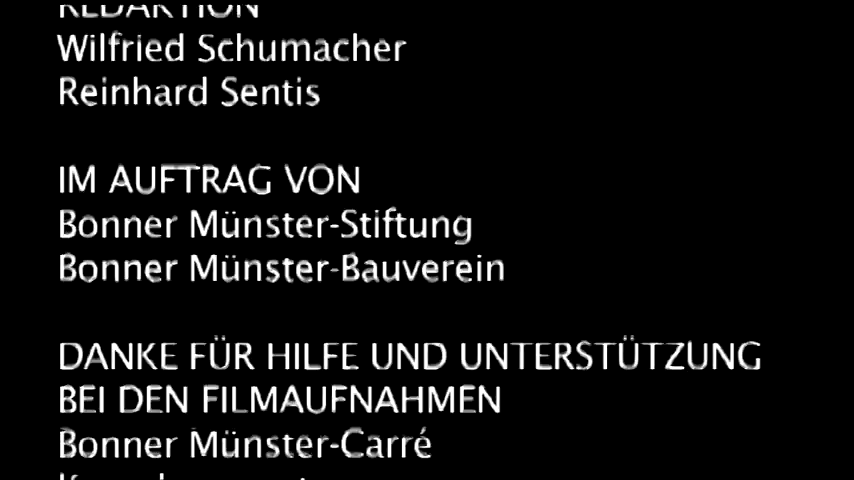 REDAKTION
Wilfried Schumacher
Reinhard Sentis
IM AUFTRAG VON
Bonner Münster-Stiftung
Bonner Münster-Bauverein
DANKE FÜR HILFE UND UNTERSTÜTZUNG
BEI DEN FILMAUFNAHMEN
Bonner Münster-Carré